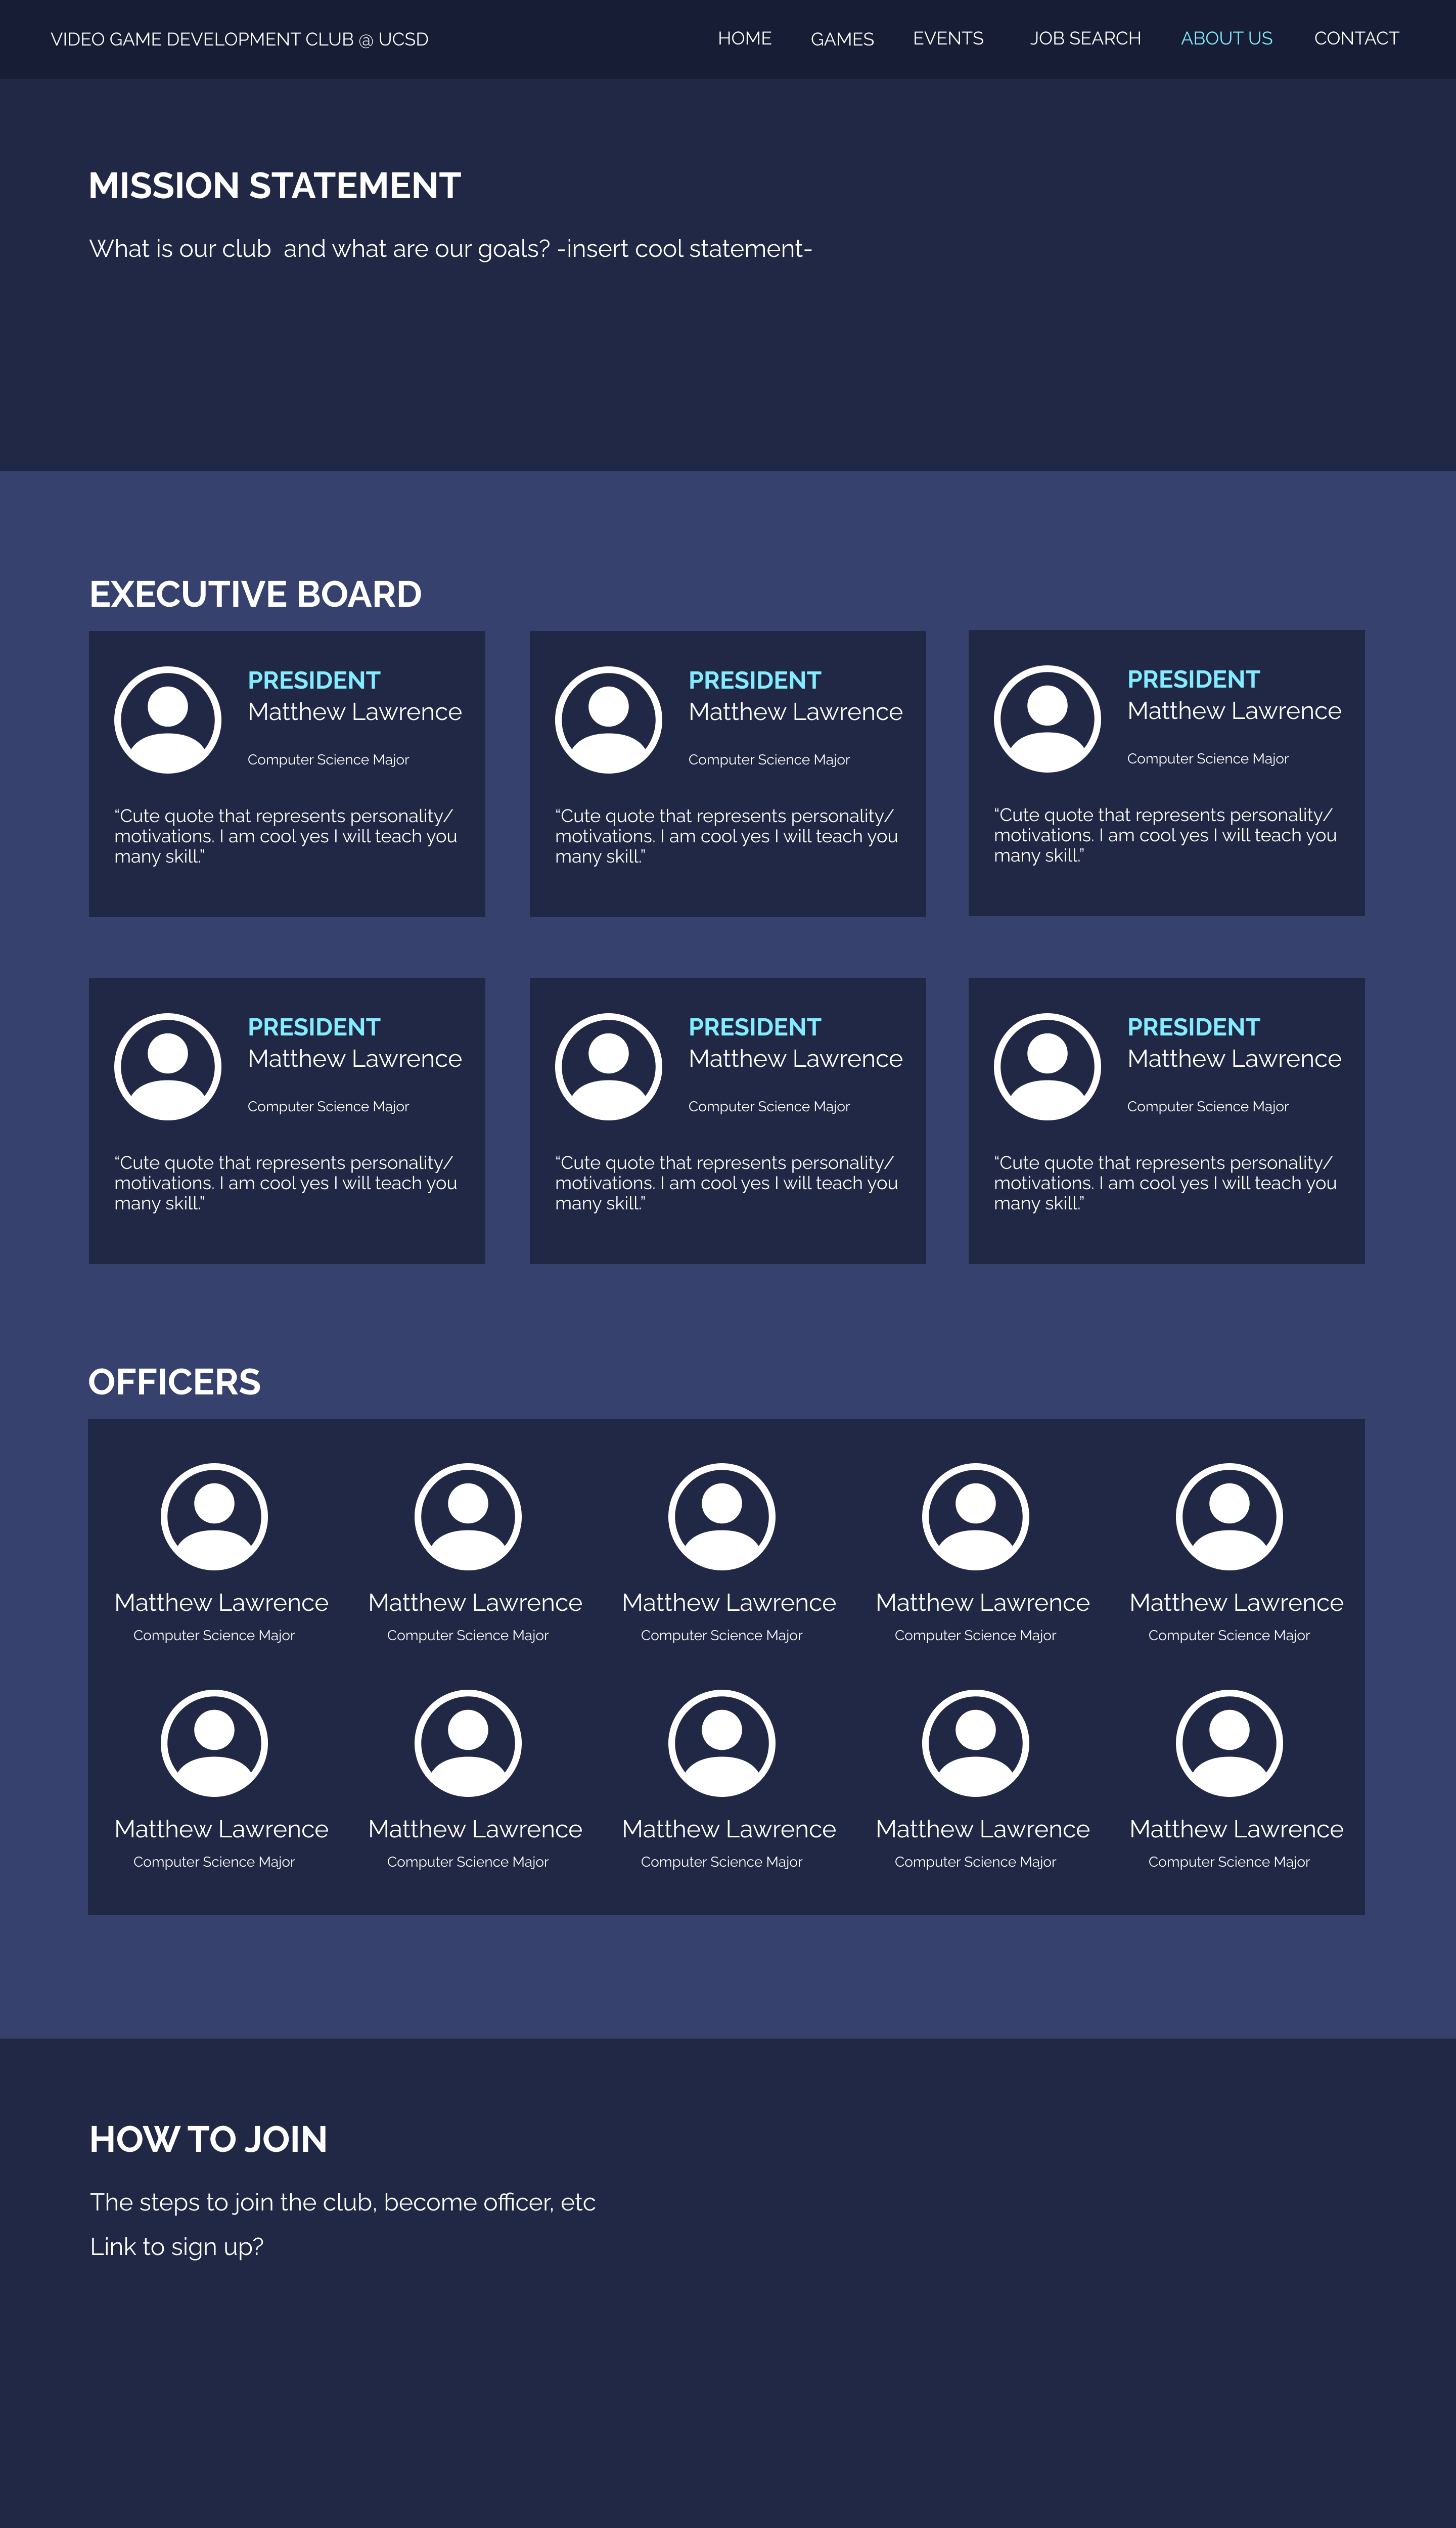 VIDEO GAME DEVELOPMENT CLUB @ UCSD
HOME
GAMES
EVENTS
JOB SEARCH
ABOUT US
CONTACT
MISSION STATEMENT
What is our club  and what are our goals? -insert cool statement-
EXECUTIVE BOARD
PRESIDENT
Matthew Lawrence
Computer Science Major
“Cute quote that represents personality/
motivations. I am cool yes I will teach you
many skill.”
PRESIDENT
Matthew Lawrence
Computer Science Major
“Cute quote that represents personality/
motivations. I am cool yes I will teach you
many skill.”
PRESIDENT
Matthew Lawrence
Computer Science Major
“Cute quote that represents personality/
motivations. I am cool yes I will teach you
many skill.”
PRESIDENT
Matthew Lawrence
Computer Science Major
“Cute quote that represents personality/
motivations. I am cool yes I will teach you
many skill.”
PRESIDENT
Matthew Lawrence
Computer Science Major
“Cute quote that represents personality/
motivations. I am cool yes I will teach you
many skill.”
PRESIDENT
Matthew Lawrence
Computer Science Major
“Cute quote that represents personality/
motivations. I am cool yes I will teach you
many skill.”
OFFICERS
Matthew Lawrence
Computer Science Major
Matthew Lawrence
Computer Science Major
Matthew Lawrence
Computer Science Major
Matthew Lawrence
Computer Science Major
Matthew Lawrence
Computer Science Major
Matthew Lawrence
Computer Science Major
Matthew Lawrence
Computer Science Major
Matthew Lawrence
Computer Science Major
Matthew Lawrence
Computer Science Major
Matthew Lawrence
Computer Science Major
HOW TO JOIN
The steps to join the club, become officer, etc
Link to sign up?